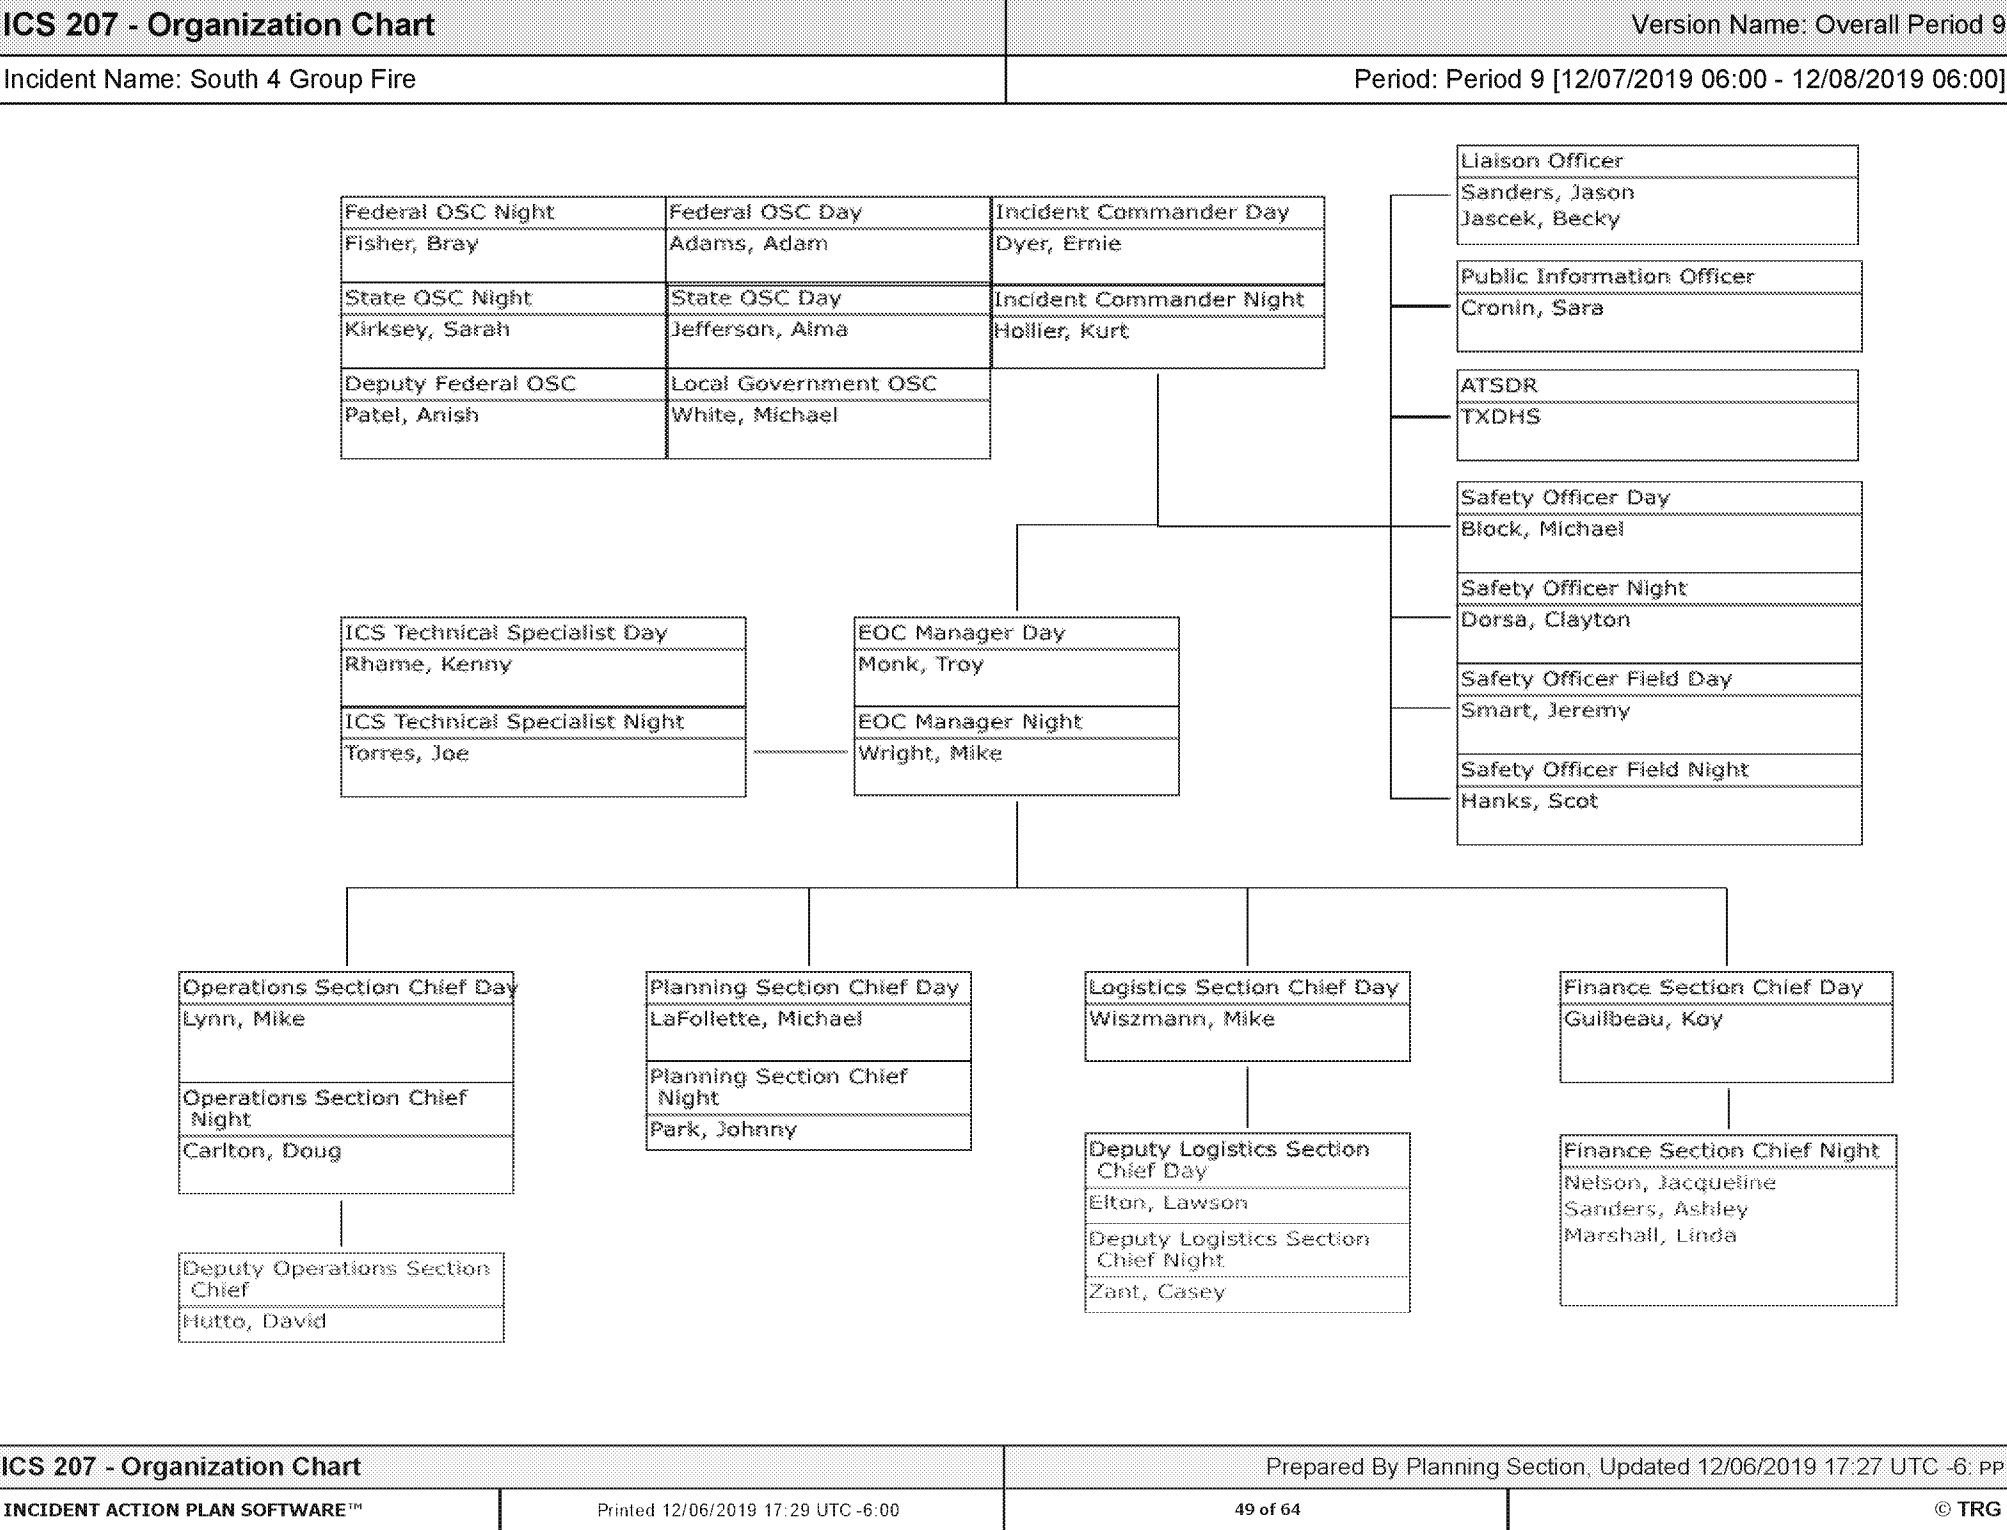 ICS 207 - Organization Chart
Version Name: Overall Period 9
Incident Name: South 4 Group Fire
Period: Period 9 [12/07/2019 06:00 - 12/08/2019 06:00]
Federal OSC Night
Fisher, Bray
Federal OSC Day
Adams, Adam
Incident Commander Day
Dyer, Ernie
State OSC Night
Kirksey, Sarah
State OSC Day
Jefferson, Alma
Incident Commander Night
Hollier, Kurt
Deputy Federal OSC
Patel, Anish
Local Government OSC
White, Michael
Liaison Officer
Sanders, Jason
Jascek, Becky
Public Information Officer
Cronin, Sara
ATSDR
TXDHS
Safety Officer Day
Block, Michael
Safety Officer Night
Dorsa, Clayton
Safety Officer Field Day
Smart, Jeremy
Safety Officer Field Night
Hanks, Scot
ICS Technical Specialist Day
Rhame, Kenny
ICS Technical Specialist Night
Torres, Joe
EOC Manager Day
Monk, Troy
EOC Manager Night
Wright, Mike
Operations Section Chief Day
Lynn, Mike
Operations Section Chief
Night
Carlton, Doug
Deputy Operations Section
Chief
Hutto, David
Planning Section Chief Day
LaFollette, Michael
Planning Section Chief
Night
Park, Johnny
Logistics Section Chief Day
Wiszmann, Mike
Deputy Logistics Section
Chief Day
Elton, Lawson
Deputy Logistics Section
Chief Night
Zant, Casey
Finance Section Chief Day
Guilbeau, Koy
Finance Section Chief Night
Nelson, Jacqueline
Sanders, Ashley
Marshall, Linda
ICS 207 - Organization Chart
Prepared By Planning Section, Updated 12/06/2019 17:27 UTC -6: PP
INCIDENT ACTION PLAN SOFTWARE™
Printed 12/06/2019 17:29 UTC -6:00
49 of 64
© TRG